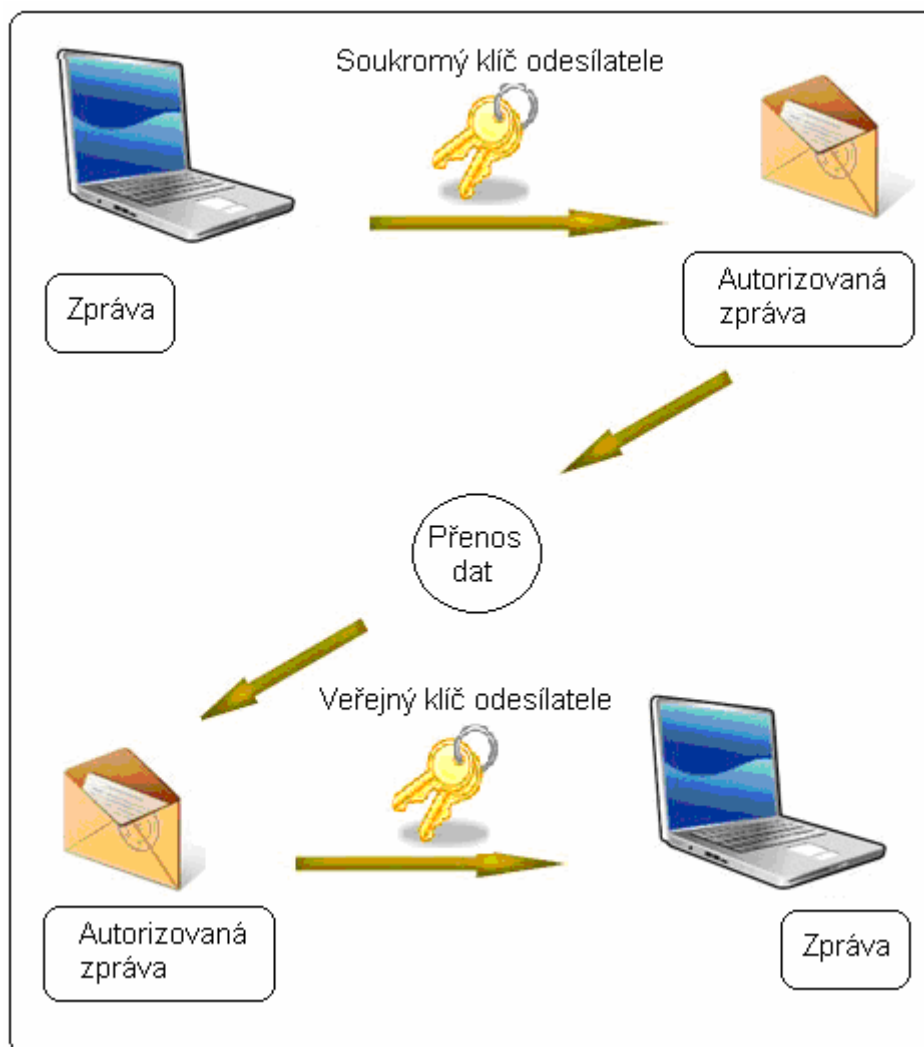 Soukromý klíč odesílatele
Zpráva
Autorizovaná
zpráva
Přenos
dat
Veřejný klíč odesílatele
Autorizovaná
zpráva
Zpráva